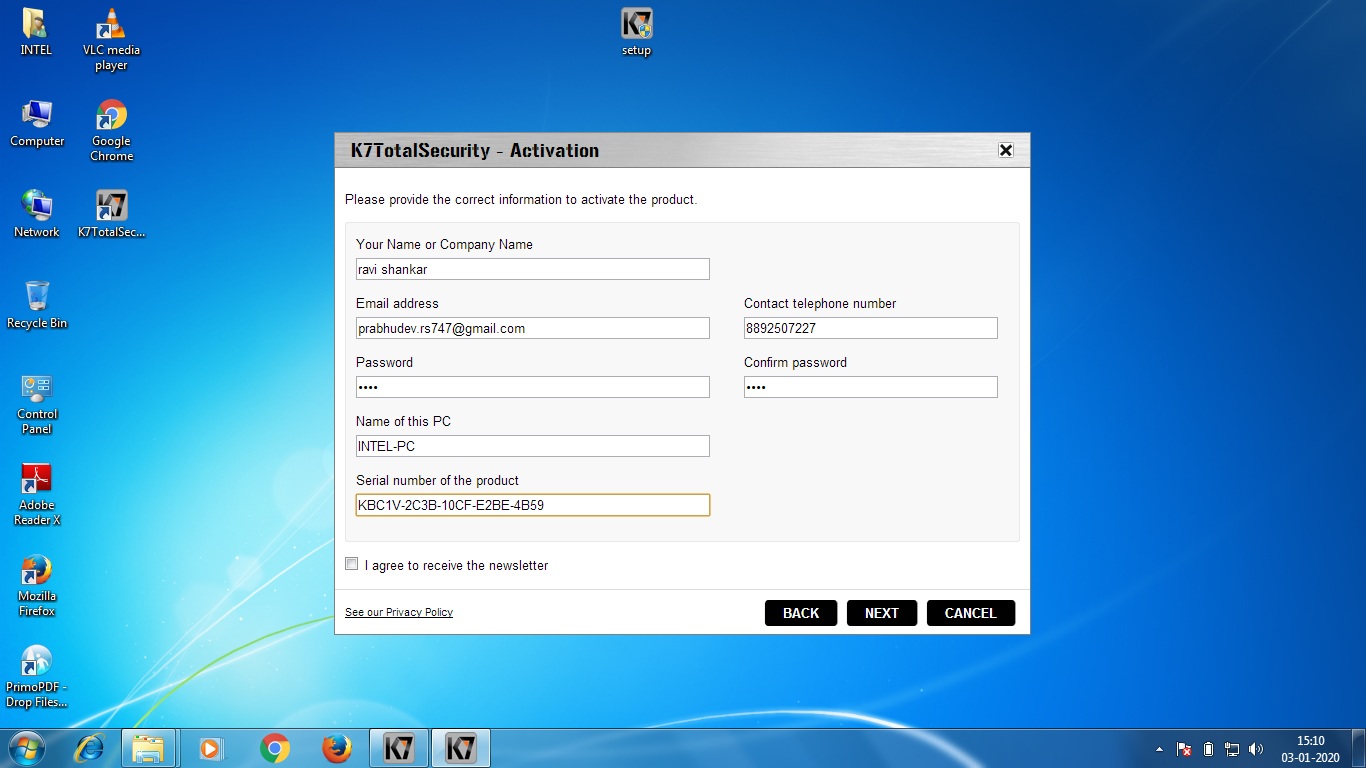 INTEL
VLC media
player
setup
Computer
Google
Chrome
Network
K7TotalSec...
Recycle Bin
Control
Panel
Adobe
Reader X
Mozilla
Firefox
PrimoPDF -
Drop Files...
K7TotalSecurity - Activation
Please provide the correct information to activate the product.
Your Name or Company Name
ravi shankar
Email address
Contact telephone number
prabhudev.rs747@gmail.com
8892507227
Password
Confirm password
••••
••••
Name of this PC
INTEL-PC
Serial number of the product
KBC1V-2C3B-10CF-E2BE-4B59
I agree to receive the newsletter
See our Privacy Policy
BACK
NEXT
CANCEL
K7
K7
15:10
03-01-2020